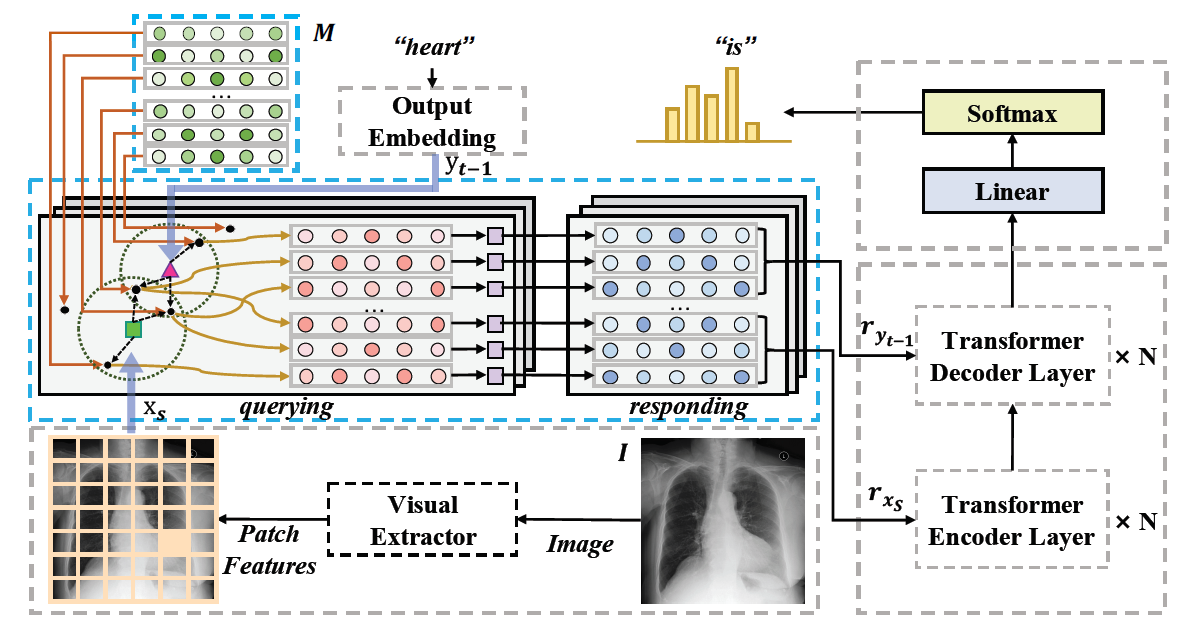 M
"heart"
"is"
Output
Embedding
y_{t-1}
...
Softmax
Linear
...
...
r_{y_{t-1}}
Transformer
Decoder Layer
× N
x_s
querying
responding
I
Visual
Extractor
Patch
Features
Image
r_{x_s}
Transformer
Encoder Layer
× N